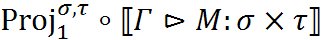 Proj₁^{σ,τ} ∘ ⟦Γ ⊳ M: σ × τ⟧